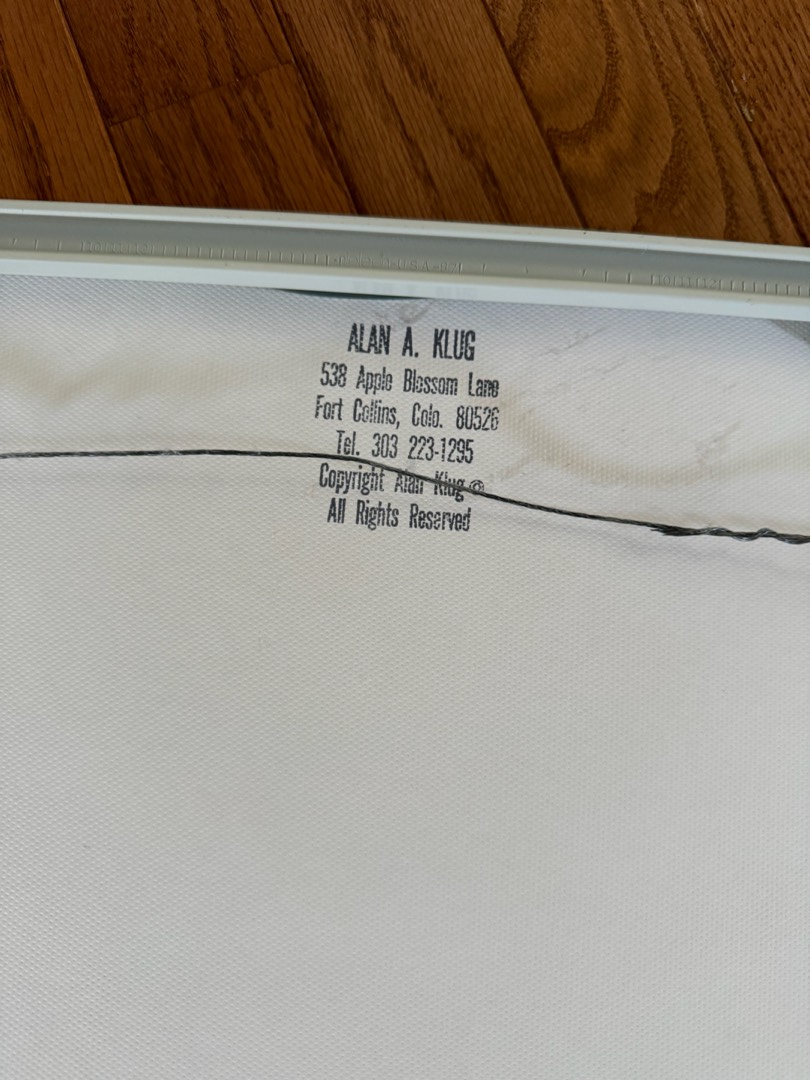 ALAN A. KLUG
538 Apple Blossom Lane
Fort Collins, Colo. 80526
Tel. 303 223-1295
Copyright Alan Klug ©
All Rights Reserved